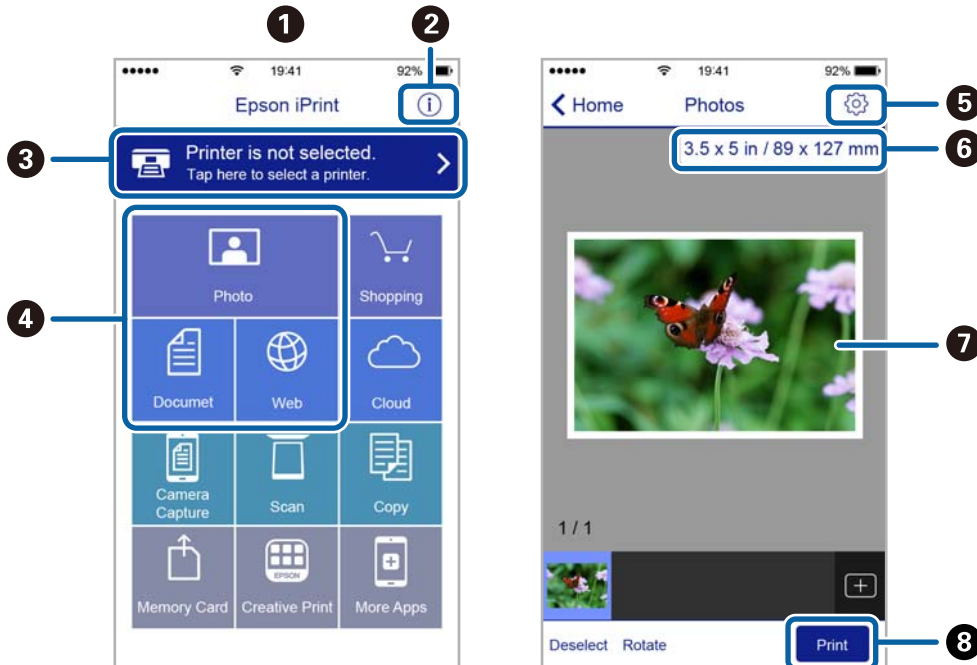 1
2
19:41
92%
Epson iPrint
i
3
Printer is not selected.
Tap here to select a printer.
4
Photo
Shopping
Documet
Web
Cloud
Camera
Capture
Scan
Copy
Memory Card
EPSON
Creative Print
More Apps
19:41
92%
Home
Photos
5
3.5 x 5 in / 89 x 127 mm
6
7
1 / 1
Deselect
Rotate
Print
8